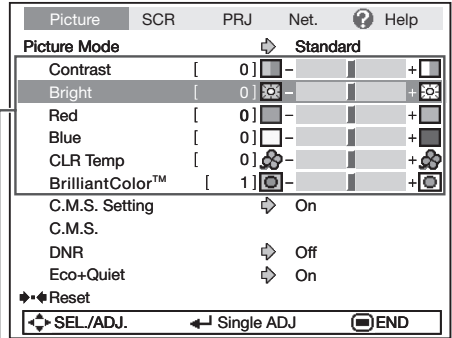 Picture SCR PRJ Net. ? Help
Picture Mode Standard
Contrast [ 0 ] - +
Bright [ 0 ] - +
Red [ 0 ] - +
Blue [ 0 ] - +
CLR Temp [ 0 ] - +
BrilliantColor™ [ 1 ] - +
C.M.S. Setting On
C.M.S.
DNR Off
Eco+Quiet On
Reset
SEL./ADJ. Single ADJ END